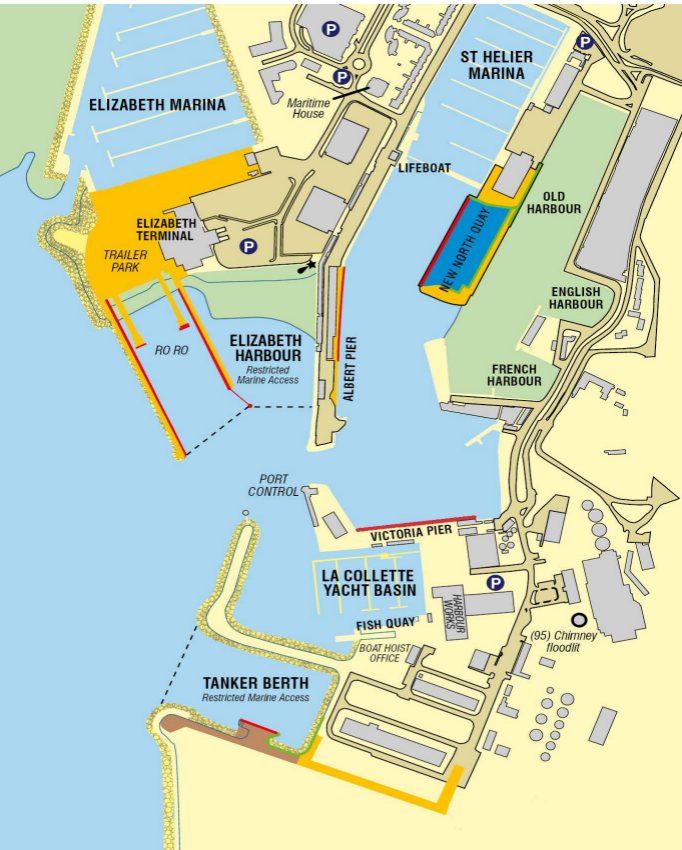 P
P
P
ST HELIER
MARINA
ELIZABETH MARINA
Maritime
House
LIFEBOAT
OLD
HARBOUR
NEW NORTH QUAY
ELIZABETH
TERMINAL
P
TRAILER
PARK
ENGLISH
HARBOUR
RO RO
ELIZABETH
HARBOUR
Restricted
Marine Access
ALBERT PIER
FRENCH
HARBOUR
PORT
CONTROL
VICTORIA PIER
LA COLLETTE
YACHT BASIN
P
HARBOUR
WORKS
FISH QUAY
(95) Chimney
floodlit
BOAT HOIST
OFFICE
TANKER BERTH
Restricted Marine Access